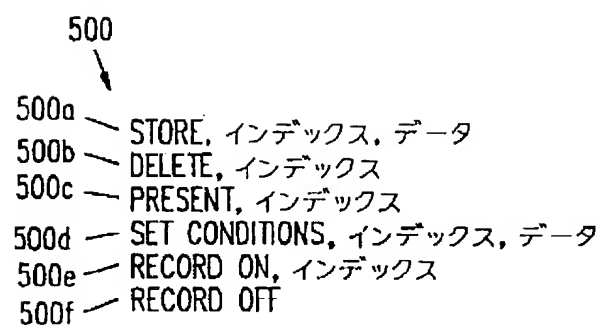 500
500a STORE, インデックス, データ
500b DELETE, インデックス
500c PRESENT, インデックス
500d SET CONDITIONS, インデックス, データ
500e RECORD ON, インデックス
500f RECORD OFF